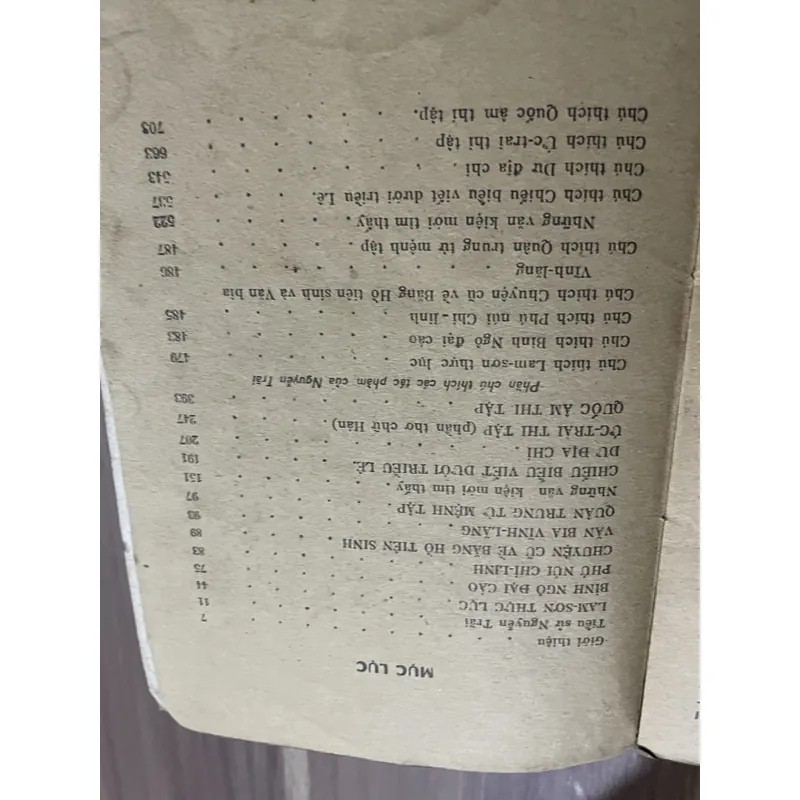 MỤC LỤC
Giới thiệu . . . . . . . . 7
Tiểu sử Nguyễn Trãi . . . . . . 11
LAM-SƠN THỰC LỤC . . . . . . 44
BÌNH NGÔ ĐẠI CÁO . . . . . . 75
PHÚ NÚI CHÍ-LINH . . . . . . 83
CHUYỆN CŨ VỀ BĂNG HỒ TIÊN SINH . . . 89
VĂN BIA VĨNH-LĂNG . . . . . . 93
QUÂN TRUNG TỪ MỆNH TẬP . . . . 97
Những văn kiện mới tìm thấy . . . . 151
CHIẾU BIỂU VIẾT DƯỚI TRIỀU LÊ . . . 191
DƯ ĐỊA CHÍ . . . . . . . 207
ỨC-TRAI THI TẬP (phần thơ chữ Hán) . . . 247
QUỐC ÂM THI TẬP . . . . . . 393
Phần chú thích các tác phẩm của Nguyễn Trãi
Chú thích Lam-sơn thực lục . . . . 479
Chú thích Bình Ngô đại cáo . . . . 483
Chú thích Phú núi Chí-linh . . . . 485
Chú thích Chuyện cũ về Băng Hồ tiên sinh và Văn bia
Vĩnh-lăng . . . . . . . 486
Chú thích Quân trung từ mệnh tập . . . 487
Những văn kiện mới tìm thấy . . . . 522
Chú thích Chiếu biểu viết dưới triều Lê . . . 537
Chú thích Dư địa chí . . . . . 543
Chú thích Ức-trai thi tập . . . . . 663
Chú thích Quốc âm thi tập . . . . . 703